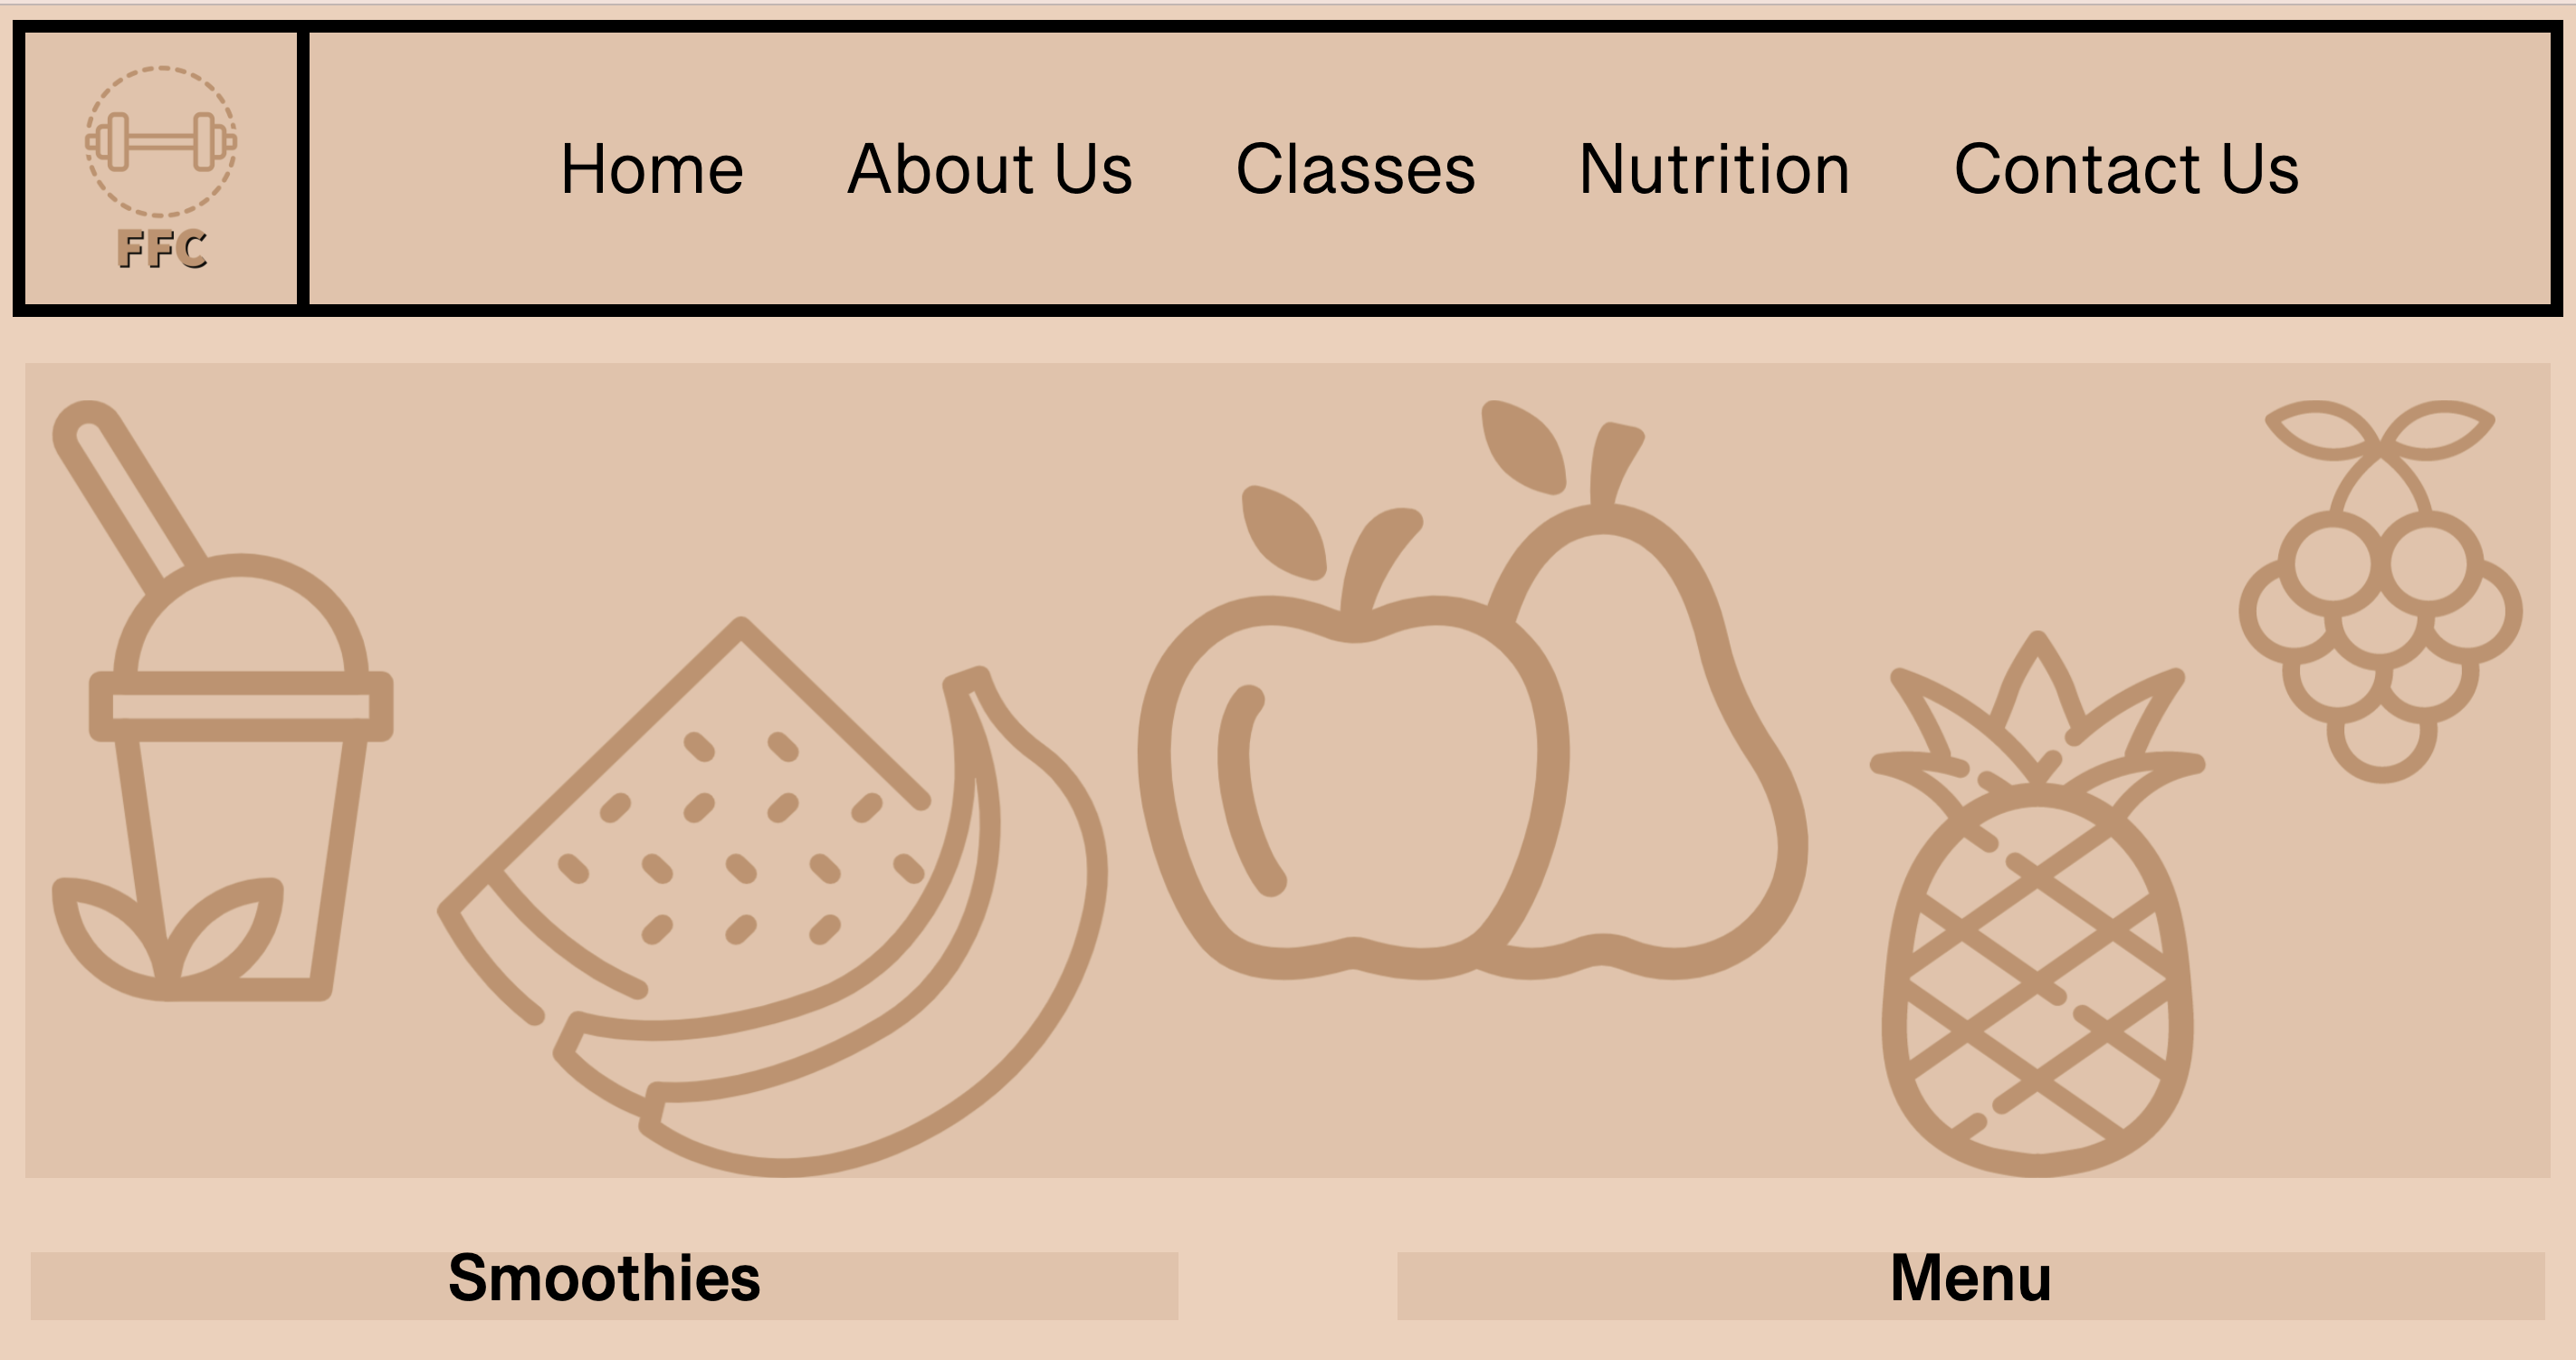 FFC
Home About Us Classes Nutrition Contact Us
Smoothies Menu